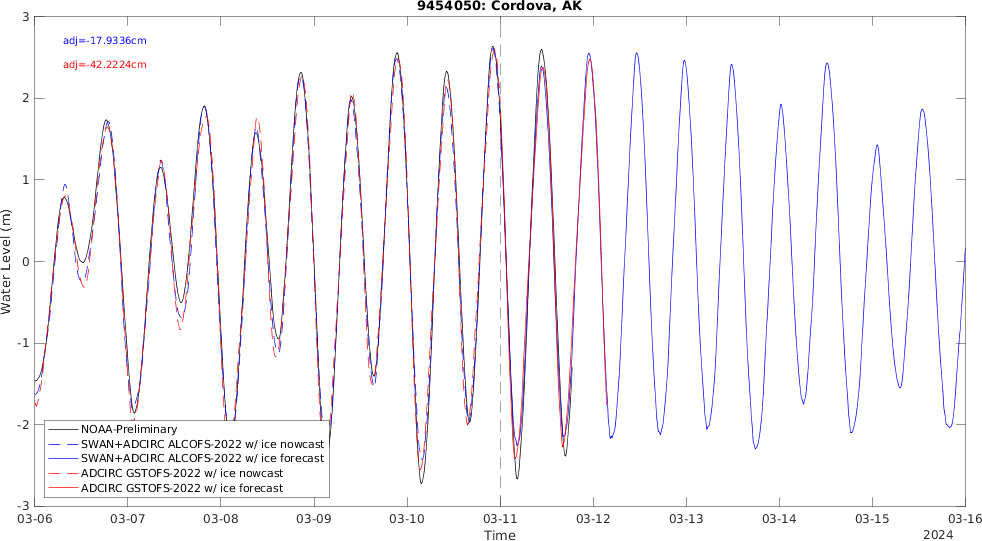 9454050: Cordova, AK
adj=-17.9336cm
adj=-42.2224cm
Water Level (m)
3
2
1
0
-1
-2
-3
NOAA-Preliminary
SWAN+ADCIRC ALCOFS-2022 w/ ice nowcast
SWAN+ADCIRC ALCOFS-2022 w/ ice forecast
ADCIRC GSTOFS-2022 w/ ice nowcast
ADCIRC GSTOFS-2022 w/ ice forecast
03-06 03-07 03-08 03-09 03-10 03-11 03-12 03-13 03-14 03-15 03-16
Time
2024